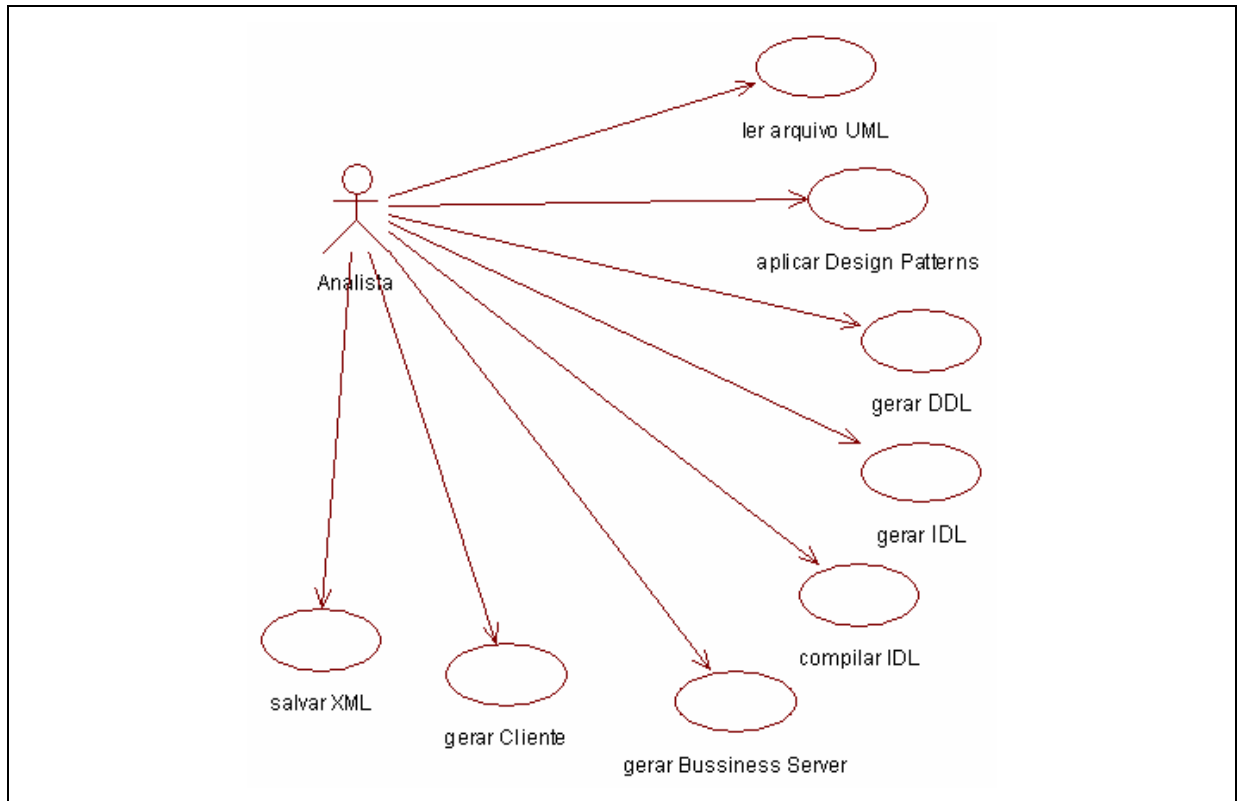 ler arquivo UML
aplicar Design Patterns
Analista
gerar DDL
gerar IDL
compilar IDL
salvar XML
gerar Cliente
gerar Bussiness Server